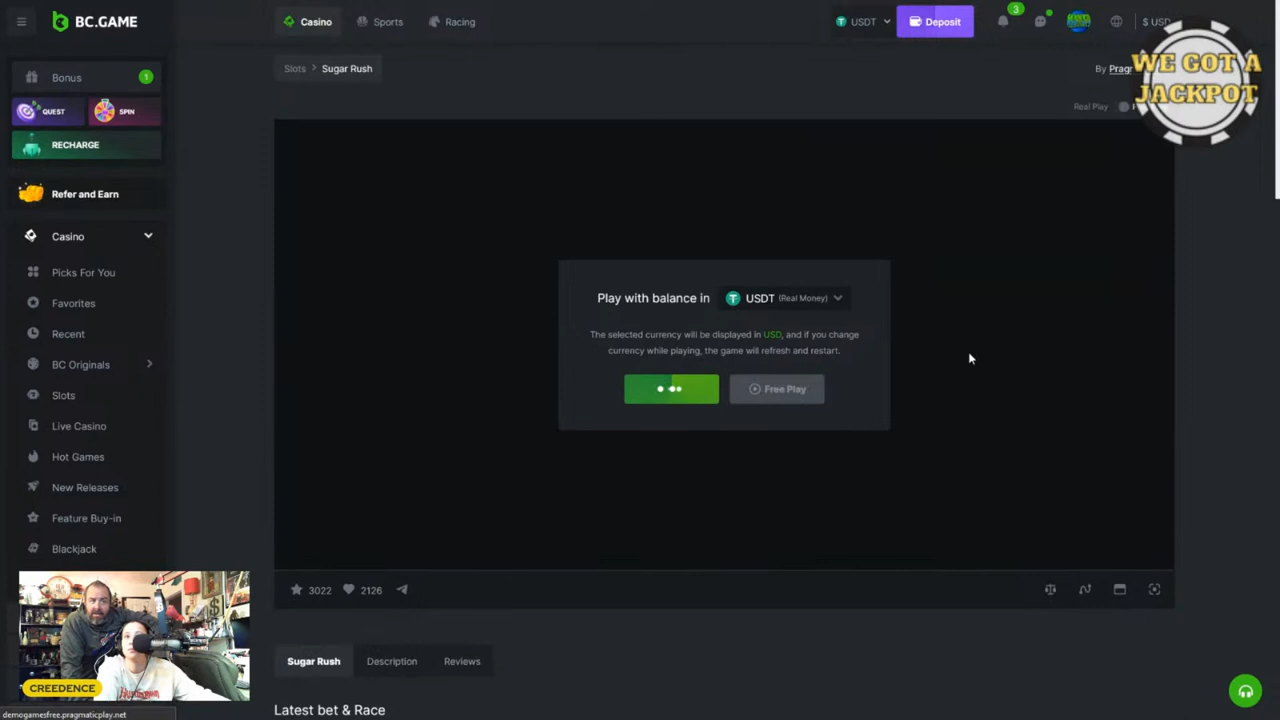 BC.GAME
Casino
Sports
Racing
USDT
Deposit
3
$ USD
WE GOT A
JACKPOT
Bonus
1
QUEST
SPIN
RECHARGE
Refer and Earn
Casino
Picks For You
Favorites
Recent
BC Originals
Slots
Live Casino
Hot Games
New Releases
Feature Buy-in
Blackjack
Slots > Sugar Rush
By
Real Play
Play with balance in USDT (Real Money)
The selected currency will be displayed in USD, and if you change
currency while playing, the game will refresh and restart.
Free Play
3022
2126
Sugar Rush
Description
Reviews
Latest bet & Race
CREEDENCE
demogamesfree.pragmaticplay.net